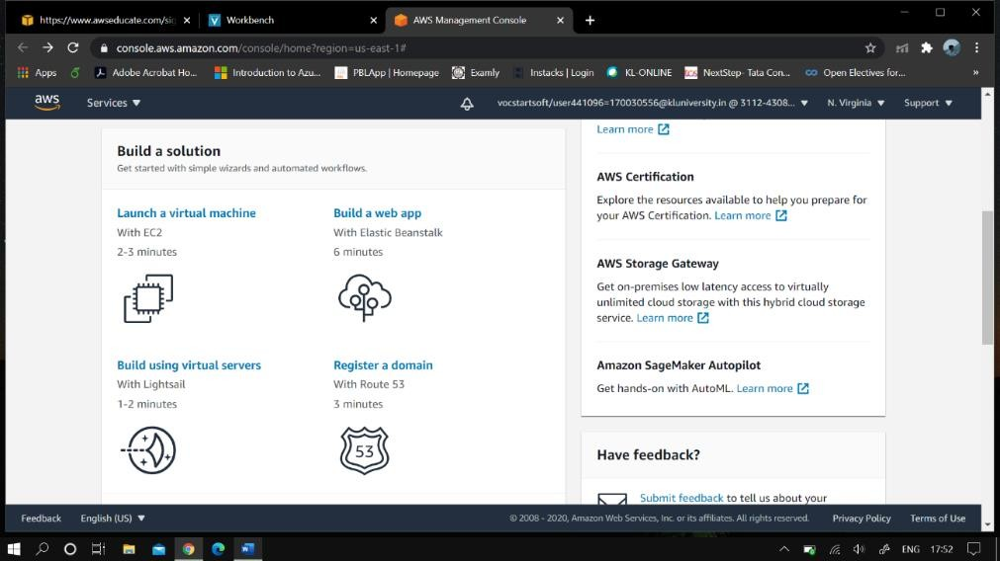 https://www.awseducate.com/sig
Workbench
AWS Management Console
console.aws.amazon.com/console/home?region=us-east-1#
Apps
Adobe Acrobat Ho...
Introduction to Azu...
PBLApp | Homepage
Examly
Instacks | Login
KL-ONLINE
NextStep- Tata Con...
Open Electives for...
»
aws
Services
vocstartsoft/user441096=170030556@kluniversity.in @ 3112-4308...
N. Virginia
Support
Build a solution
Get started with simple wizards and automated workflows.
Launch a virtual machine
With EC2
2-3 minutes
Build a web app
With Elastic Beanstalk
6 minutes
Build using virtual servers
With Lightsail
1-2 minutes
Register a domain
With Route 53
3 minutes
53
Learn more
AWS Certification
Explore the resources available to help you prepare for
your AWS Certification. Learn more
AWS Storage Gateway
Get on-premises low latency access to virtually
unlimited cloud storage with this hybrid cloud storage
service. Learn more
Amazon SageMaker Autopilot
Get hands-on with AutoML. Learn more
Have feedback?
Submit feedback to tell us about your
Feedback
English (US)
© 2008 - 2020, Amazon Web Services, Inc. or its affiliates. All rights reserved.
Privacy Policy
Terms of Use
ENG
17:52